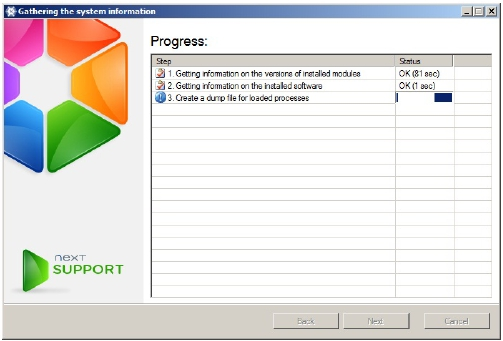 Gathering the system information
Progress:
Step Status
1. Getting information on the versions of installed modules OK (81 sec)
2. Getting information on the installed software OK (1 sec)
3. Create a dump file for loaded processes
next
SUPPORT
Back Next Cancel